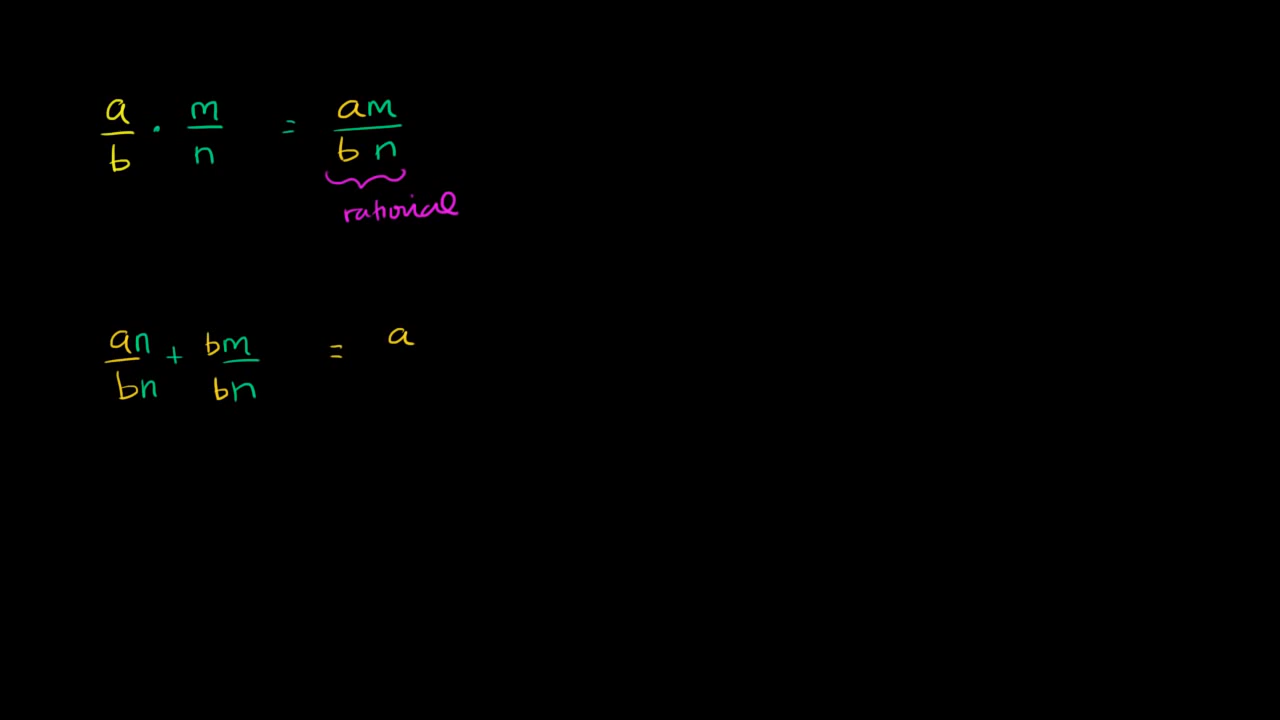 a/b · m/n = am/bn
rational
an/bn + bm/bn = a